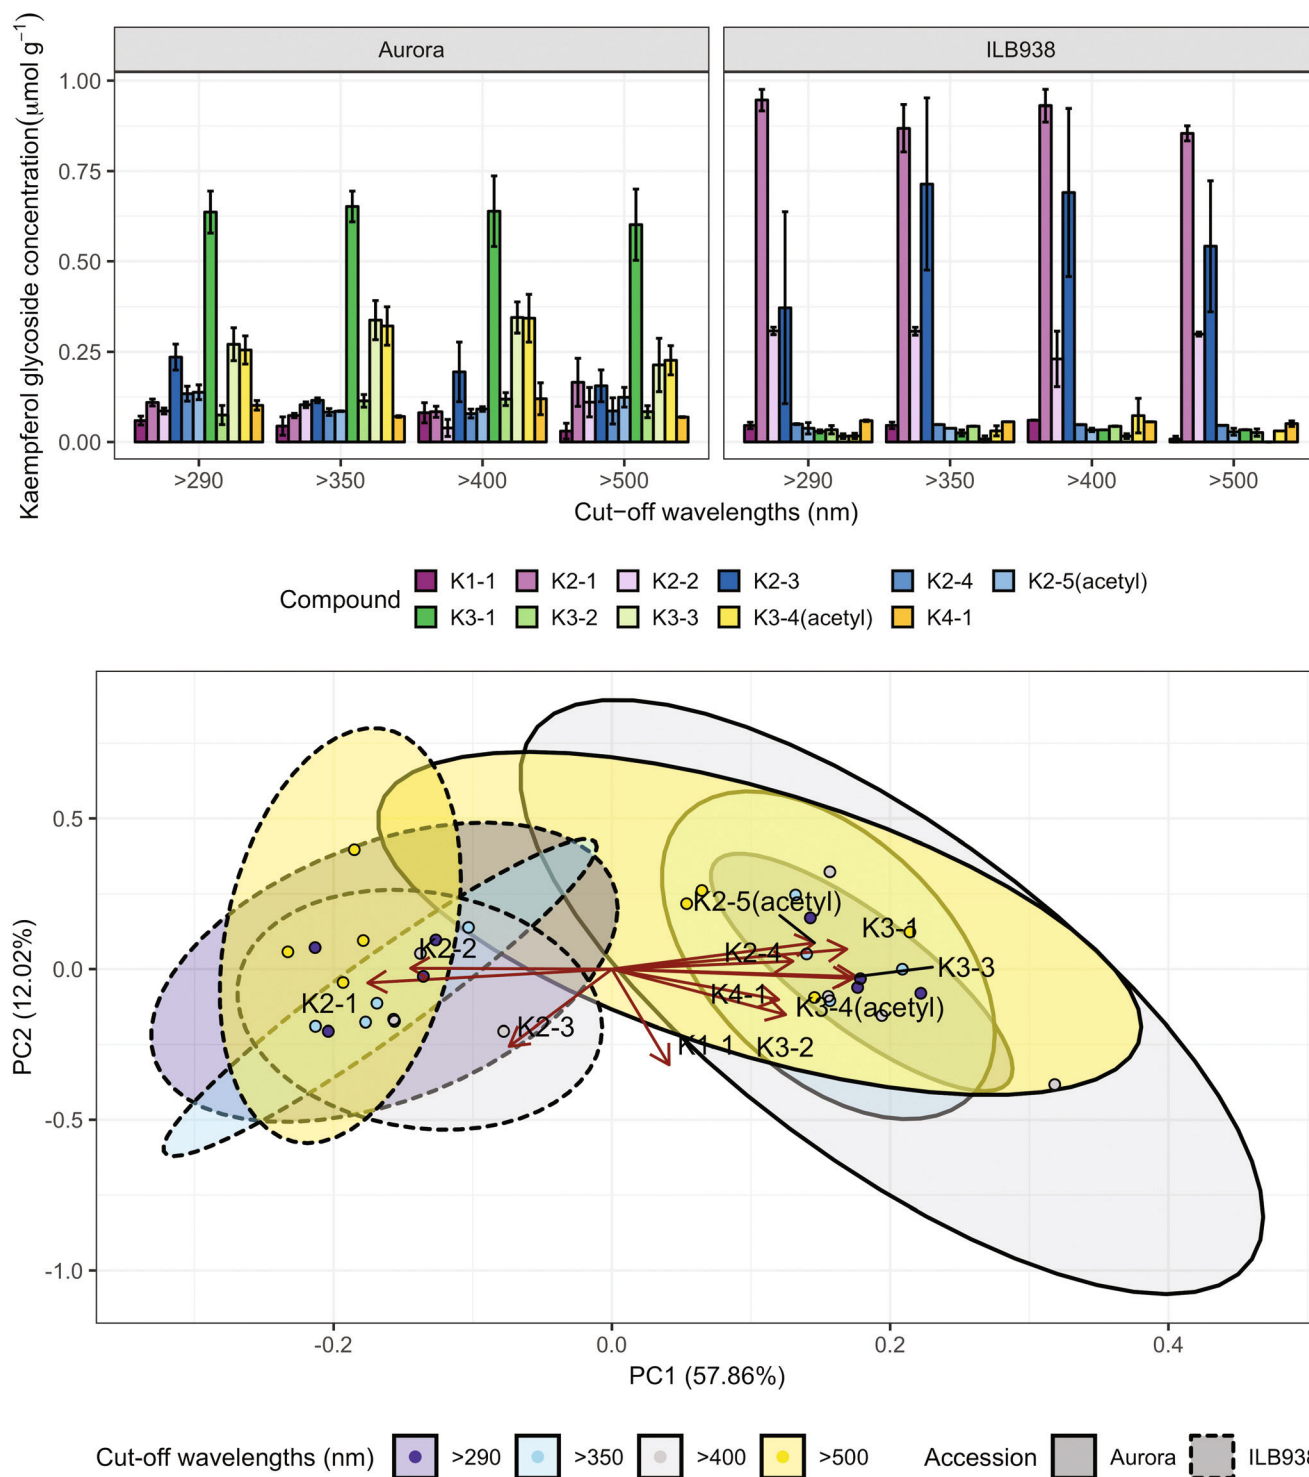 Aurora
ILB938
Kaempferol glycoside concentration(μmol g⁻¹)
1.00
0.75
0.50
0.25
0.00
>290 >350 >400 >500
>290 >350 >400 >500
Cut−off wavelengths (nm)
Compound
K1-1 K2-1 K2-2 K2-3 K2-4 K2-5(acetyl)
K3-1 K3-2 K3-3 K3-4(acetyl) K4-1
PC2 (12.02%)
0.5
0.0
-0.5
-1.0
K2-5(acetyl)
K3-1
K2-2
K2-4
K3-3
K2-1
K4-1
K3-4(acetyl)
K2-3
K1-1
K3-2
-0.2 0.0 0.2 0.4
PC1 (57.86%)
Cut-off wavelengths (nm) >290 >350 >400 >500 Accession Aurora ILB938